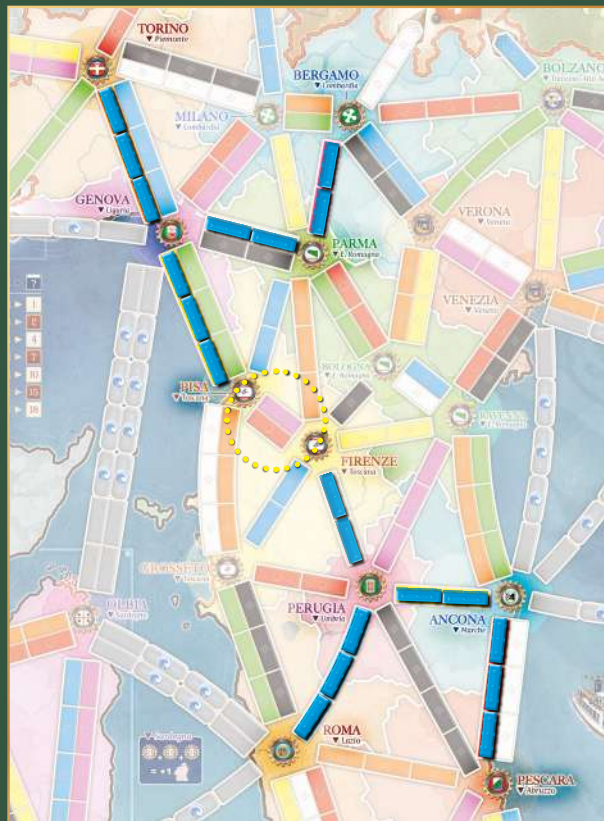 TORINO
▼ Piemonte
BERGAMO
▼ Lombardia
BOLZANO
MILANO
▼ Lombardia
GENOVA
▼ Liguria
VERONA
▼ Veneto
PARMA
▼ E. Romagna
VENEZIA
▼ Veneto
?
1
2
4
7
10
15
18
BOLOGNA
▼ E. Romagna
PISA
▼ Toscana
RAVENNA
▼ E. Romagna
FIRENZE
▼ Toscana
GROSSETO
▼ Toscana
PERUGIA
▼ Umbria
ANCONA
▼ Marche
OLBIA
▼ Sardegna
ROMA
▼ Lazio
▼ Sardegna
= +1
PESCARA
▼ Abruzzo